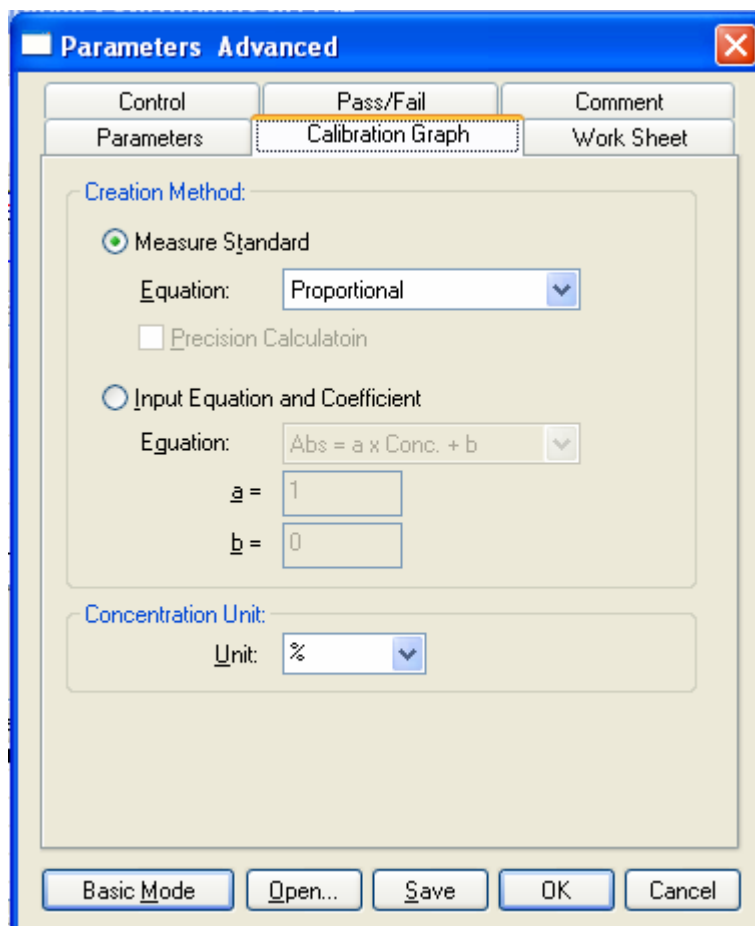 Parameters Advanced
Control Pass/Fail Comment
Parameters Calibration Graph Work Sheet
Creation Method:
Measure Standard
Equation: Proportional
Precision Calculatoin
Input Equation and Coefficient
Equation: Abs = a x Conc. + b
a = 1
b = 0
Concentration Unit:
Unit: %
Basic Mode Open... Save OK Cancel